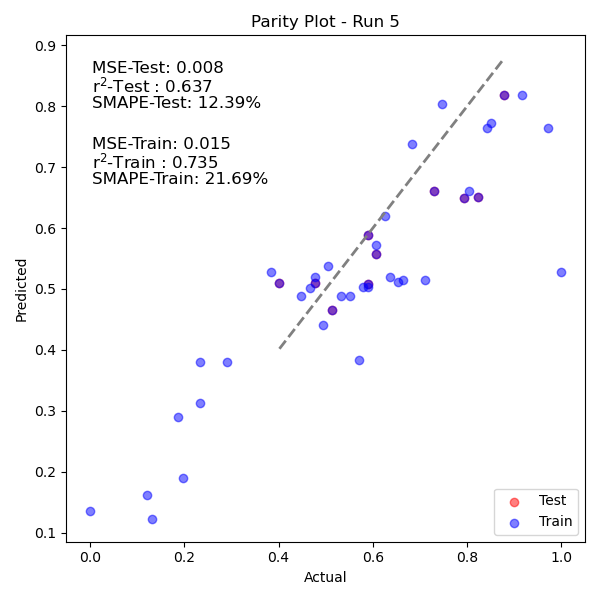 Parity Plot - Run 5
MSE-Test: 0.008
r²-Test : 0.637
SMAPE-Test: 12.39%
MSE-Train: 0.015
r²-Train : 0.735
SMAPE-Train: 21.69%
Predicted
0.9
0.8
0.7
0.6
0.5
0.4
0.3
0.2
0.1
Test
Train
0.0 0.2 0.4 0.6 0.8 1.0
Actual